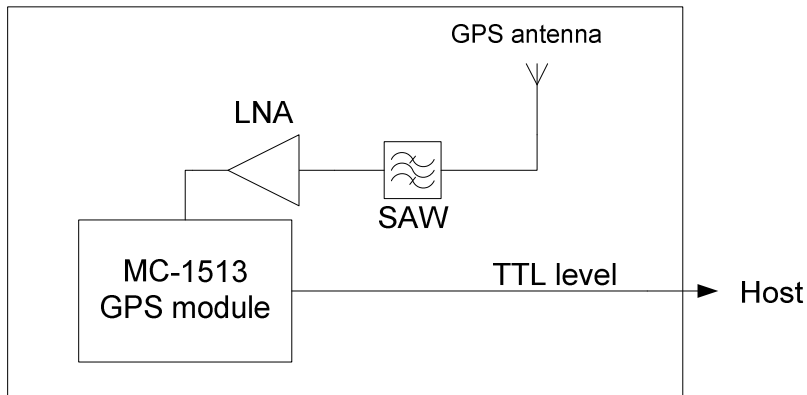 GPS antenna
LNA
SAW
MC-1513
GPS module
TTL level
Host